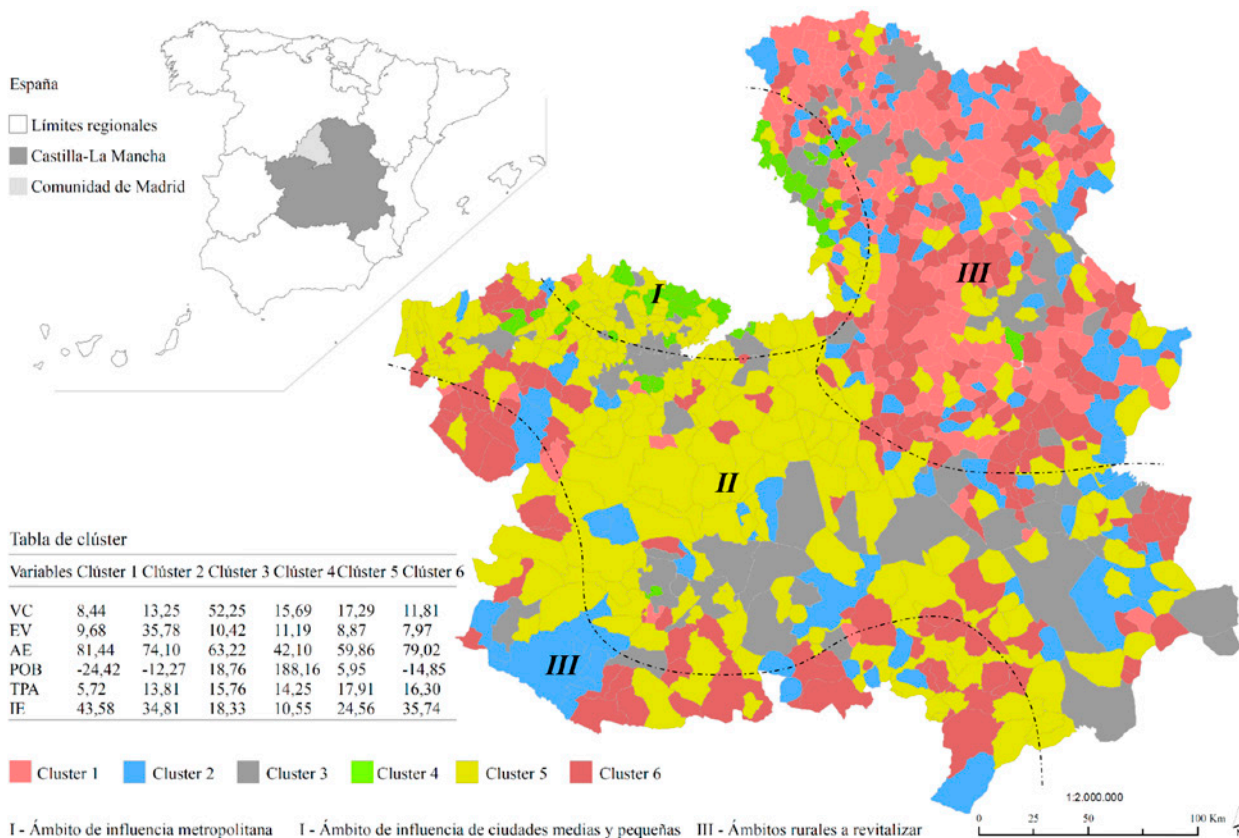 España
Límites regionales
Castilla-La Mancha
Comunidad de Madrid
I
III
II
III
Tabla de clúster
Variables Clúster 1 Clúster 2 Clúster 3 Clúster 4 Clúster 5 Clúster 6
VC 8,44 13,25 52,25 15,69 17,29 11,81
EV 9,68 35,78 10,42 11,19 8,87 7,97
AE 81,44 74,10 63,22 42,10 59,86 79,02
POB -24,42 -12,27 18,76 188,16 5,95 -14,85
TPA 5,72 13,81 15,76 14,25 17,91 16,30
IE 43,58 34,81 18,33 10,55 24,56 35,74
Cluster 1 Cluster 2 Cluster 3 Cluster 4 Cluster 5 Cluster 6
1:2.000.000
0 25 50 100 Km
I - Ámbito de influencia metropolitana I - Ámbito de influencia de ciudades medias y pequeñas III - Ámbitos rurales a revitalizar